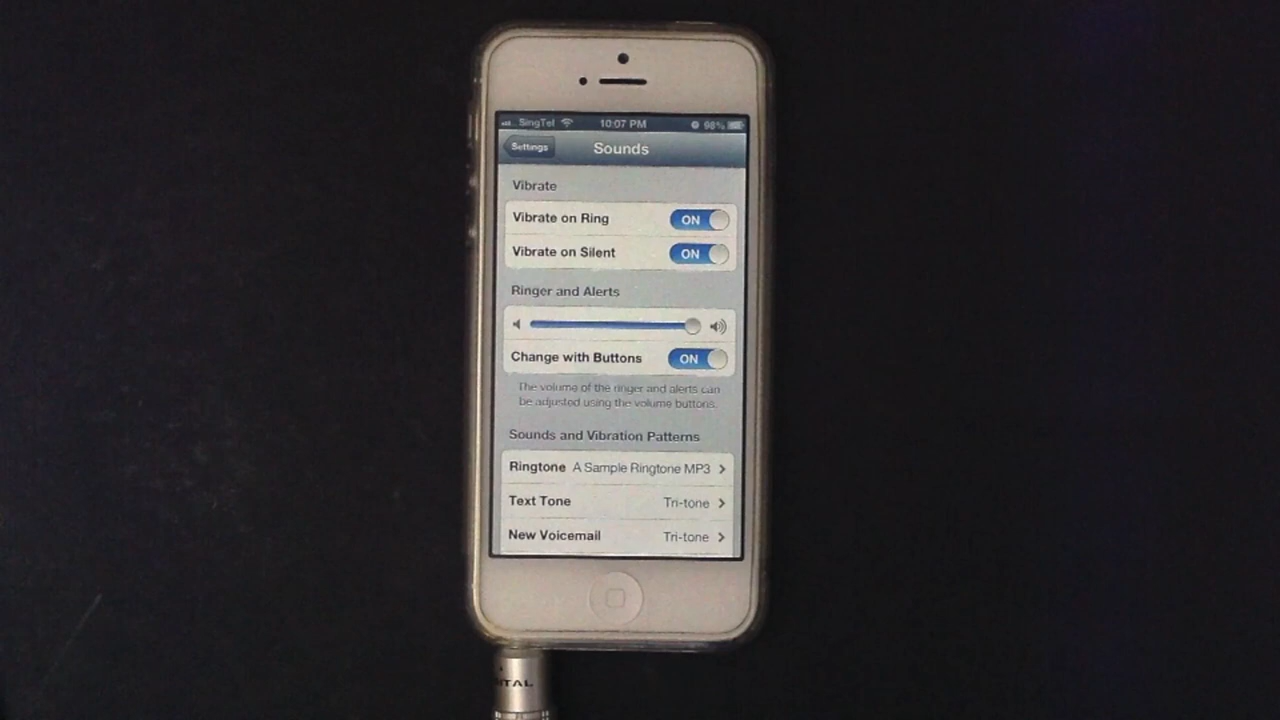 SingTel 10:07 PM 98%
Settings Sounds
Vibrate
Vibrate on Ring ON
Vibrate on Silent ON
Ringer and Alerts
Change with Buttons ON
The volume of the ringer and alerts can
be adjusted using the volume buttons.
Sounds and Vibration Patterns
Ringtone A Sample Ringtone MP3
Text Tone Tri-tone
New Voicemail Tri-tone
ITAL